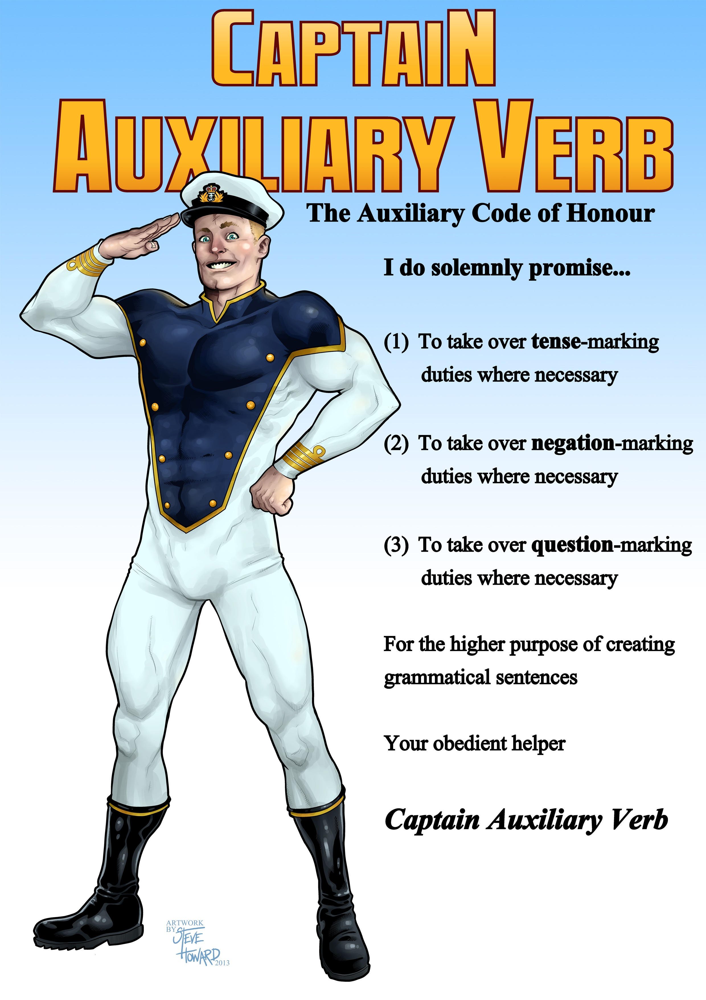 CAPTAIN
AUXILIARY VERB
The Auxiliary Code of Honour
I do solemnly promise...
(1) To take over tense-marking
duties where necessary
(2) To take over negation-marking
duties where necessary
(3) To take over question-marking
duties where necessary
For the higher purpose of creating
grammatical sentences
Your obedient helper
Captain Auxiliary Verb
ARTWORK
BY STEVE
HOWARD 2013